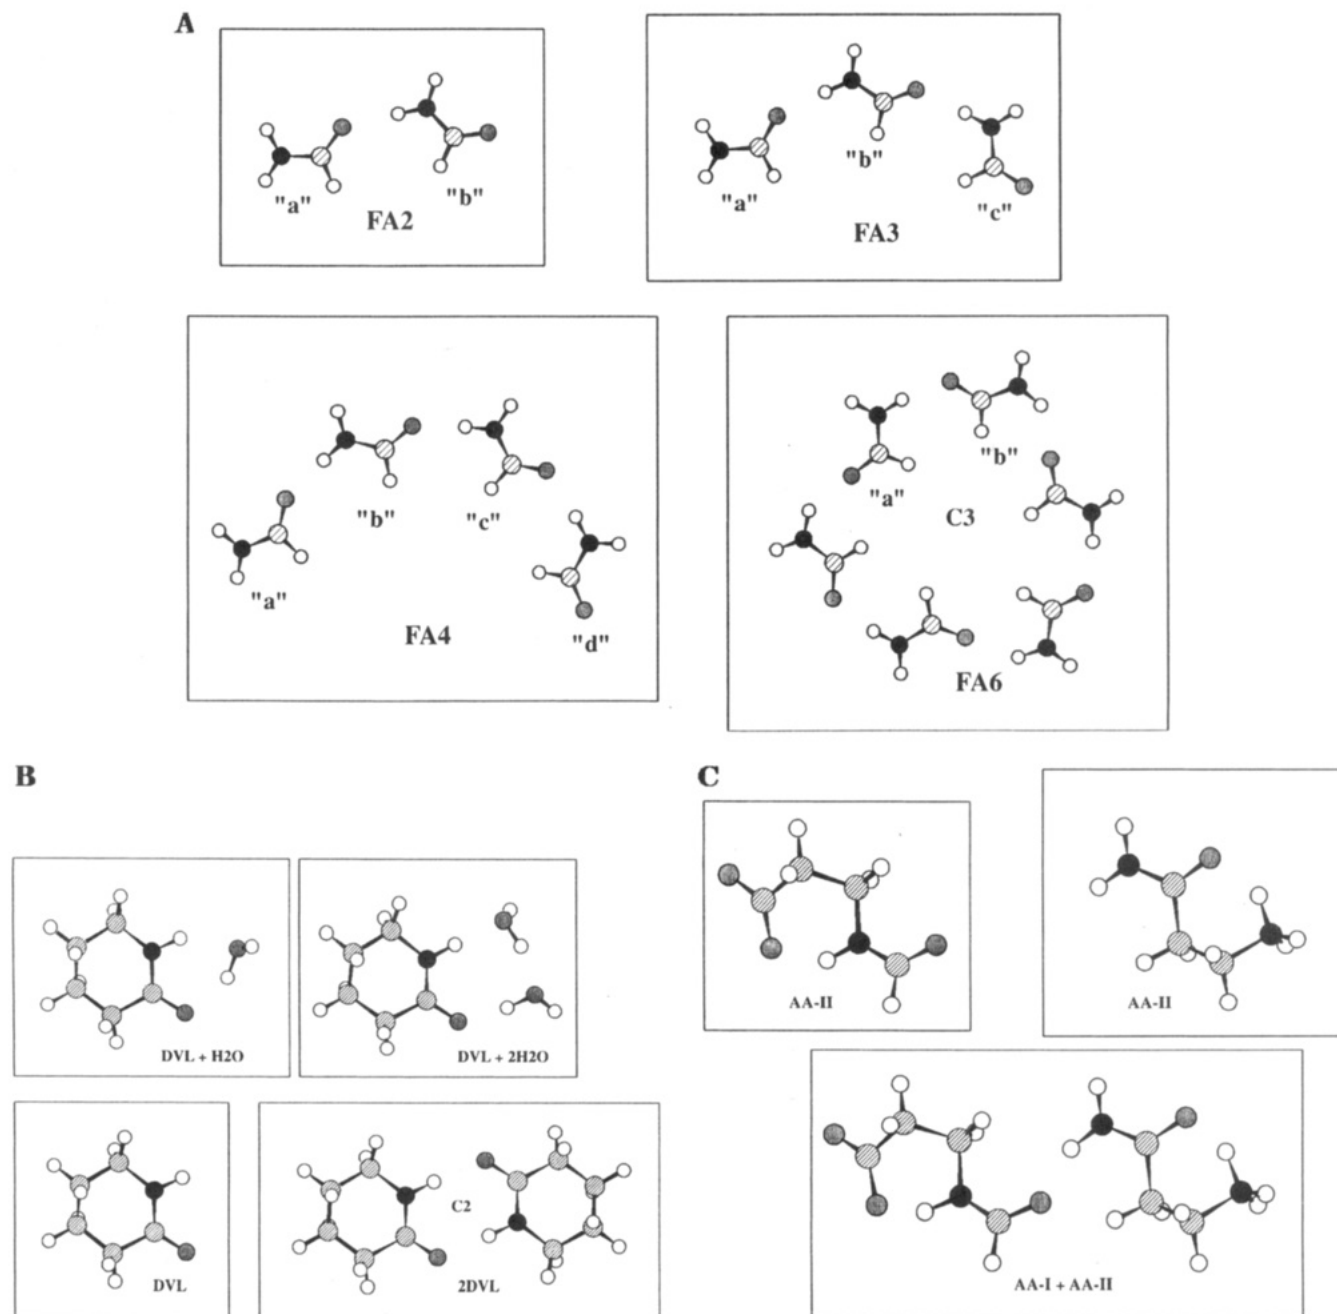 A
"a"
"b"
FA2
"a"
"b"
"c"
FA3
"a"
"b"
"c"
"d"
FA4
"a"
"b"
C3
FA6
B
DVL + H2O
DVL + 2H2O
DVL
C2
2DVL
C
AA-II
AA-II
AA-I + AA-II